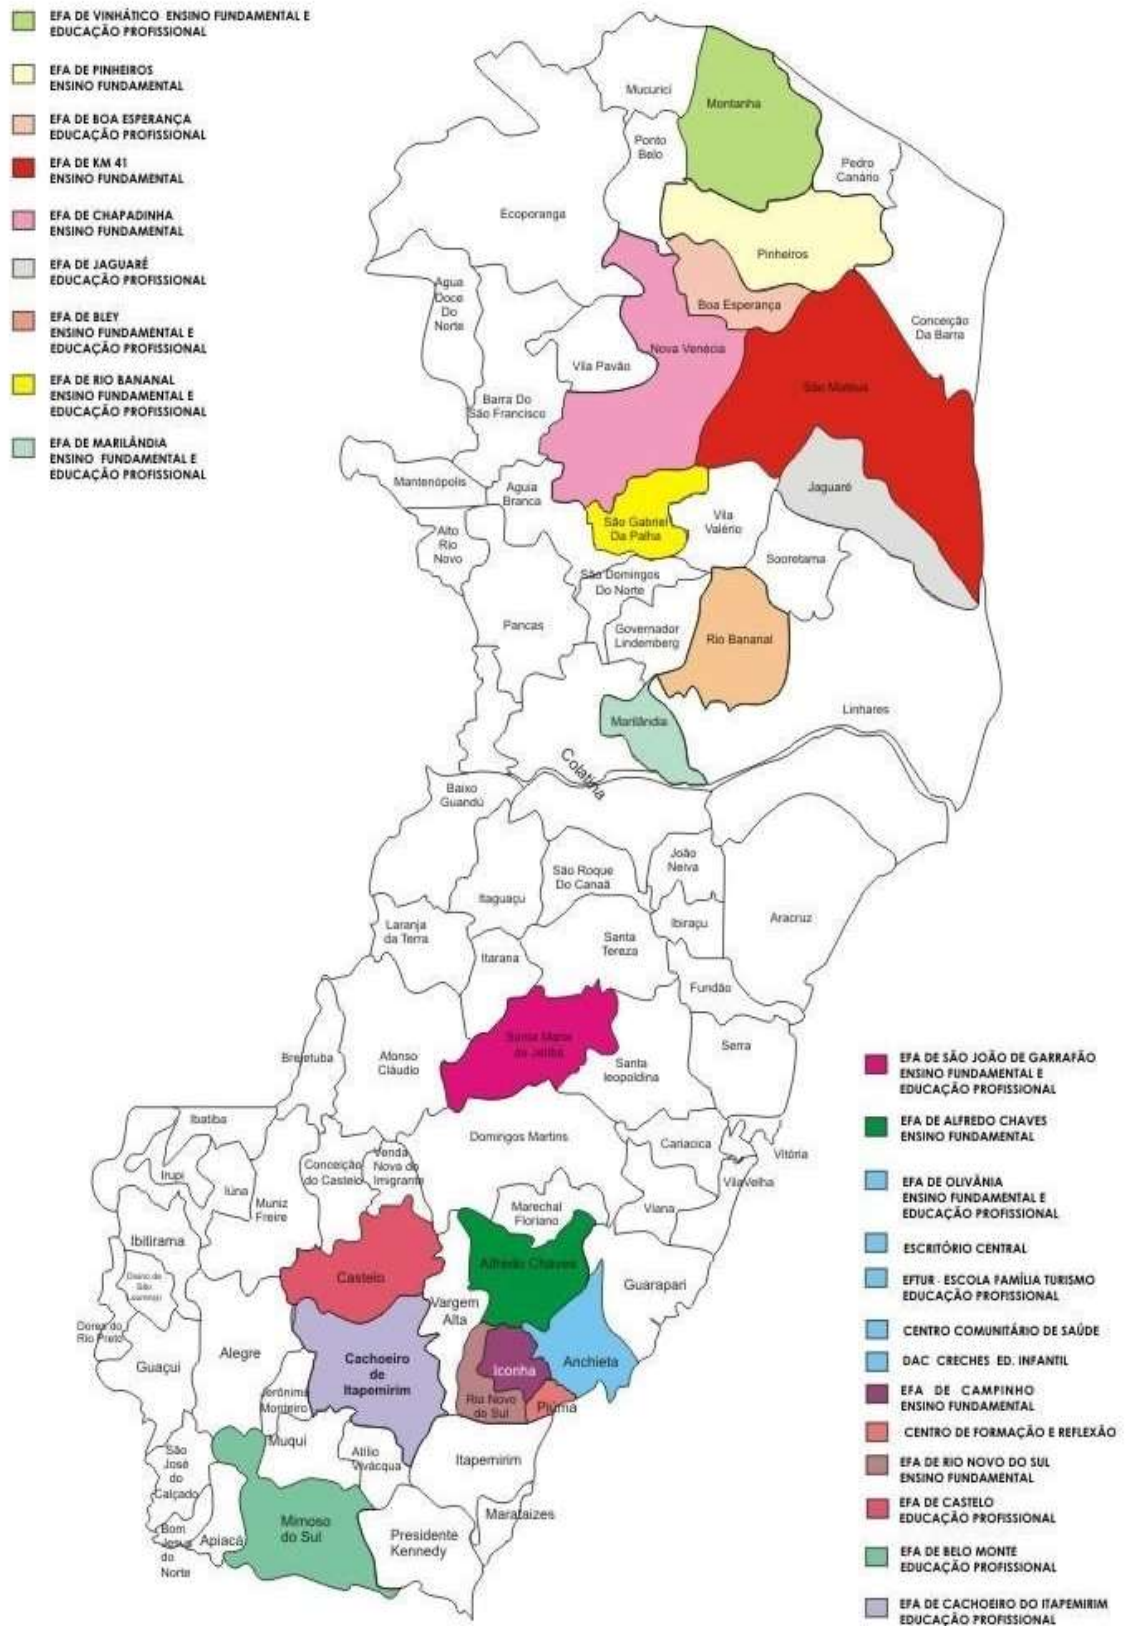 EFA DE VINHÁTICO ENSINO FUNDAMENTAL E
EDUCAÇÃO PROFISSIONAL
EFA DE PINHEIROS
ENSINO FUNDAMENTAL
EFA DE BOA ESPERANÇA
EDUCAÇÃO PROFISSIONAL
EFA DE KM 41
ENSINO FUNDAMENTAL
EFA DE CHAPADINHA
ENSINO FUNDAMENTAL
EFA DE JAGUARÉ
EDUCAÇÃO PROFISSIONAL
EFA DE BLEY
ENSINO FUNDAMENTAL E
EDUCAÇÃO PROFISSIONAL
EFA DE RIO BANANAL
ENSINO FUNDAMENTAL E
EDUCAÇÃO PROFISSIONAL
EFA DE MARILÂNDIA
ENSINO FUNDAMENTAL E
EDUCAÇÃO PROFISSIONAL
Mucurici
Montanha
Ponto
Belo
Pedro
Canário
Ecoporanga
Pinheiros
Agua
Doce
Do
Norte
Boa Esperança
Conceição
Da Barra
Nova Venécia
Vila Pavão
São Mateus
Barra Do
São Francisco
Mantenópolis
Aguia
Branca
Jaguaré
Alto
Rio
Novo
São Gabriel
Da Palha
Vila
Valério
Sooretama
São Domingos
Do Norte
Pancas
Governador
Lindemberg
Rio Bananal
Linhares
Marilândia
Colatina
Baixo
Guandú
João
Neiva
São Roque
Do Canaã
Itaguaçu
Laranja
da Terra
Ibiraçu
Aracruz
Santa
Tereza
Itarana
Fundão
Santa Maria
de Jetibá
Serra
Brejetuba
Afonso
Cláudio
Santa
leopoldina
Ibatiba
Domingos Martins
Cariacica
Vitória
Irupi
Iúna
Conceição
do Castelo
Venda
Nova do
Imigrante
VilaVelha
Muniz
Freire
Marechal
Floriano
Viana
Ibitirama
Divino de
São
Lourenço
Castelo
Alfredo Chaves
Guarapari
Vargem
Alta
Dores do
Rio Preto
Guaçui
Alegre
Cachoeiro
de
Itapemirim
Iconha
Anchieta
Jerônimo
Monteiro
Rio Novo
do Sul
Piúma
Muqui
Atílio
Vivácqua
Itapemirim
São
José
do
Calçado
Marataizes
Mimoso
do Sul
Bom
Jesus
do
Norte
Apiacá
Presidente
Kennedy
EFA DE SÃO JOÃO DE GARRAFÃO
ENSINO FUNDAMENTAL E
EDUCAÇÃO PROFISSIONAL
EFA DE ALFREDO CHAVES
ENSINO FUNDAMENTAL
EFA DE OLIVÂNIA
ENSINO FUNDAMENTAL E
EDUCAÇÃO PROFISSIONAL
ESCRITÓRIO CENTRAL
EFTUR - ESCOLA FAMÍLIA TURISMO
EDUCAÇÃO PROFISSIONAL
CENTRO COMUNITÁRIO DE SAÚDE
DAC CRECHES ED. INFANTIL
EFA DE CAMPINHO
ENSINO FUNDAMENTAL
CENTRO DE FORMAÇÃO E REFLEXÃO
EFA DE RIO NOVO DO SUL
ENSINO FUNDAMENTAL
EFA DE CASTELO
EDUCAÇÃO PROFISSIONAL
EFA DE BELO MONTE
EDUCAÇÃO PROFISSIONAL
EFA DE CACHOEIRO DO ITAPEMIRIM
EDUCAÇÃO PROFISSIONAL